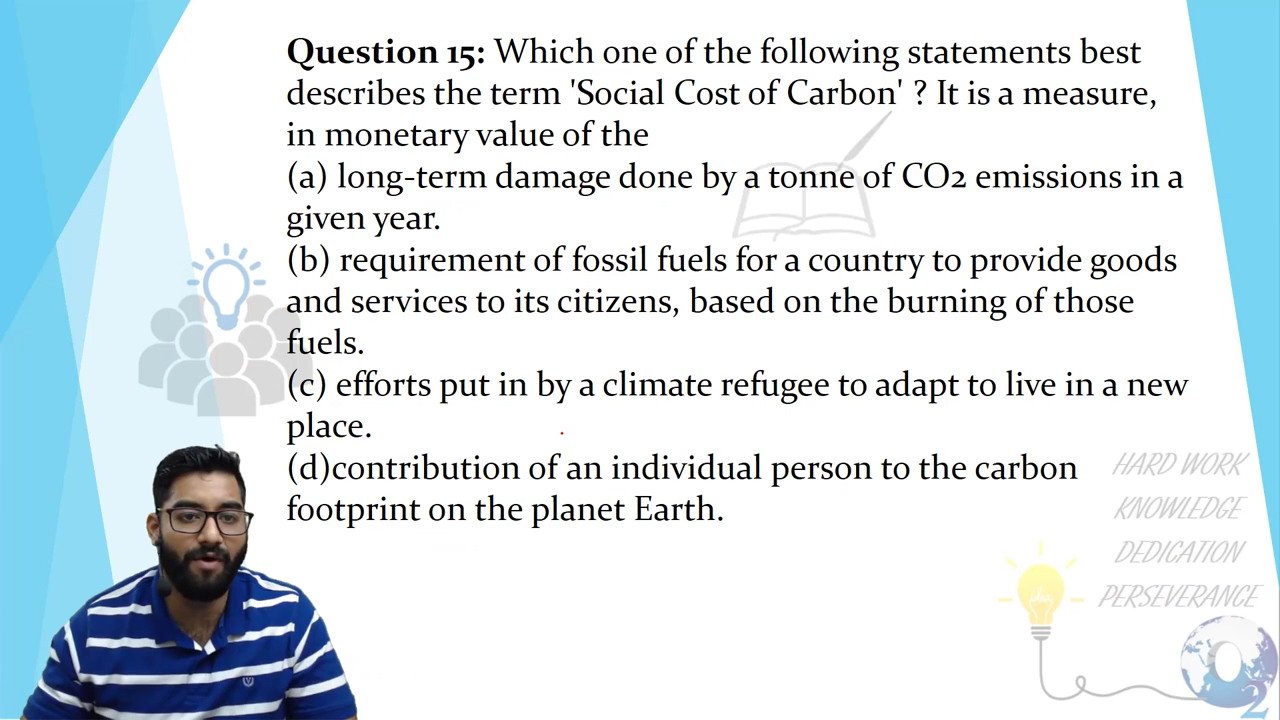 Question 15: Which one of the following statements best
describes the term 'Social Cost of Carbon' ? It is a measure,
in monetary value of the
(a) long-term damage done by a tonne of CO2 emissions in a
given year.
(b) requirement of fossil fuels for a country to provide goods
and services to its citizens, based on the burning of those
fuels.
(c) efforts put in by a climate refugee to adapt to live in a new
place.
(d)contribution of an individual person to the carbon
footprint on the planet Earth.
HARD WORK
KNOWLEDGE
DEDICATION
PERSEVERANCE
O2